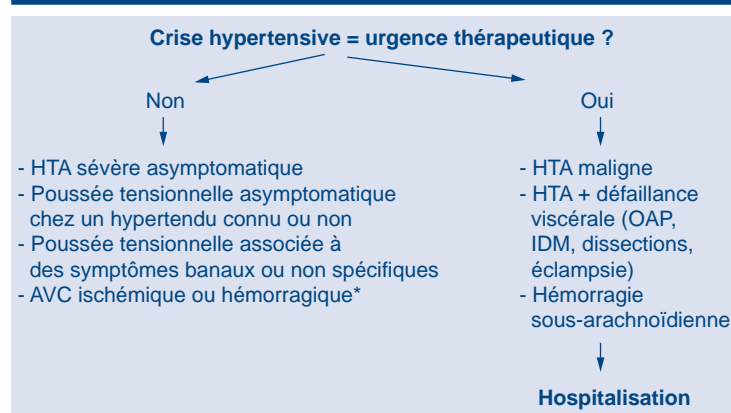 Crise hypertensive = urgence thérapeutique ?
Non
- HTA sévère asymptomatique
- Poussée tensionnelle asymptomatique
chez un hypertendu connu ou non
- Poussée tensionnelle associée à
des symptômes banaux ou non spécifiques
- AVC ischémique ou hémorragique*
Oui
- HTA maligne
- HTA + défaillance
viscérale (OAP,
IDM, dissections,
éclampsie)
- Hémorragie
sous-arachnoïdienne
Hospitalisation